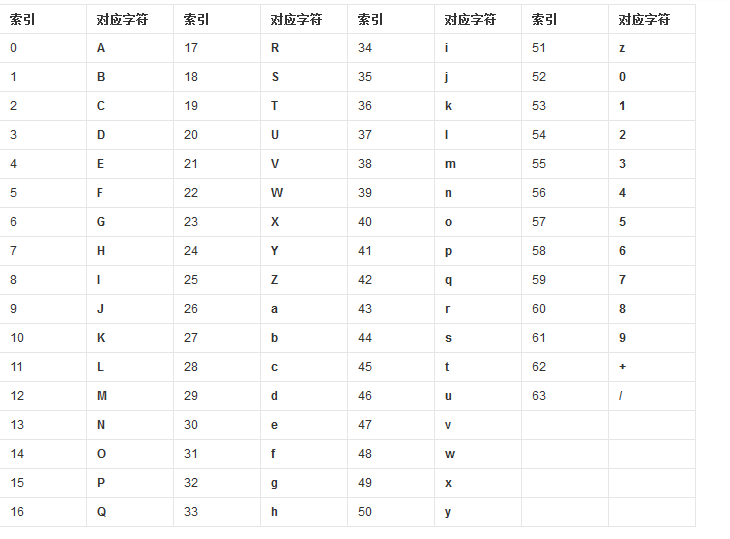 索引 对应字符 索引 对应字符 索引 对应字符 索引 对应字符
0 A 17 R 34 i 51 z
1 B 18 S 35 j 52 0
2 C 19 T 36 k 53 1
3 D 20 U 37 l 54 2
4 E 21 V 38 m 55 3
5 F 22 W 39 n 56 4
6 G 23 X 40 o 57 5
7 H 24 Y 41 p 58 6
8 I 25 Z 42 q 59 7
9 J 26 a 43 r 60 8
10 K 27 b 44 s 61 9
11 L 28 c 45 t 62 +
12 M 29 d 46 u 63 /
13 N 30 e 47 v
14 O 31 f 48 w
15 P 32 g 49 x
16 Q 33 h 50 y